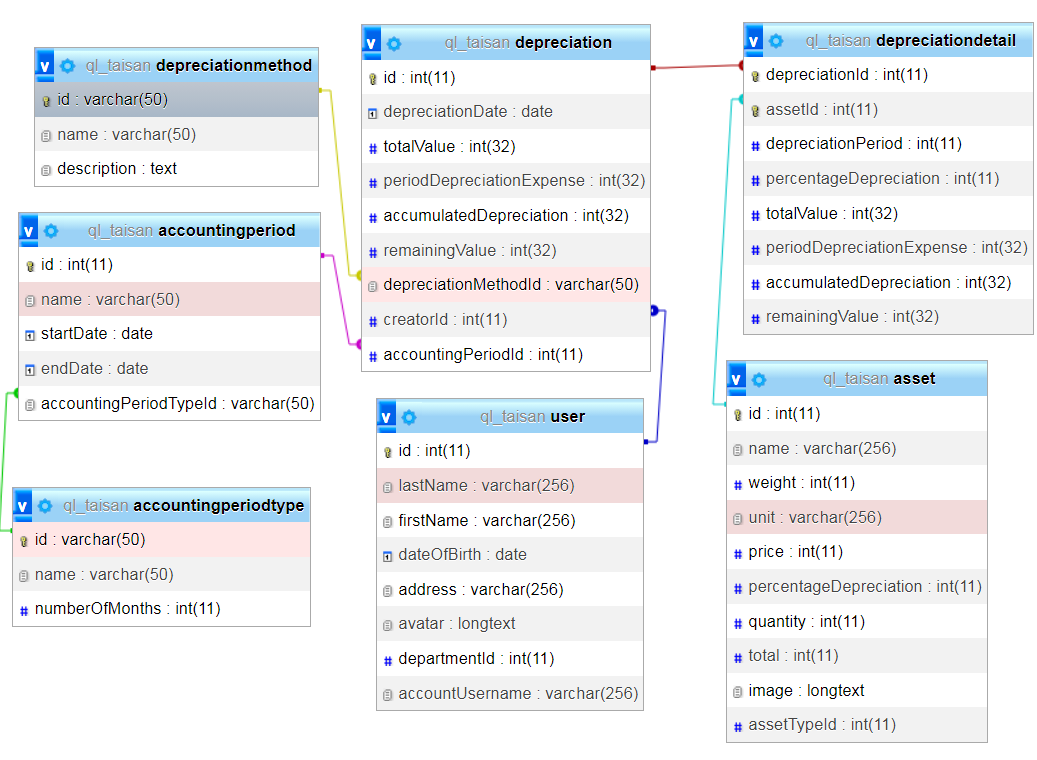 v ql_taisan depreciationmethod
id : varchar(50)
name : varchar(50)
description : text
v ql_taisan accountingperiod
id : int(11)
name : varchar(50)
startDate : date
endDate : date
accountingPeriodTypeId : varchar(50)
v ql_taisan accountingperiodtype
id : varchar(50)
name : varchar(50)
# numberOfMonths : int(11)
v ql_taisan depreciation
id : int(11)
depreciationDate : date
# totalValue : int(32)
# periodDepreciationExpense : int(32)
# accumulatedDepreciation : int(32)
# remainingValue : int(32)
depreciationMethodId : varchar(50)
# creatorId : int(11)
# accountingPeriodId : int(11)
v ql_taisan user
id : int(11)
lastName : varchar(256)
firstName : varchar(256)
dateOfBirth : date
address : varchar(256)
avatar : longtext
# departmentId : int(11)
accountUsername : varchar(256)
v ql_taisan depreciationdetail
depreciationId : int(11)
assetId : int(11)
# depreciationPeriod : int(11)
# percentageDepreciation : int(11)
# totalValue : int(32)
# periodDepreciationExpense : int(32)
# accumulatedDepreciation : int(32)
# remainingValue : int(32)
v ql_taisan asset
id : int(11)
name : varchar(256)
# weight : int(11)
unit : varchar(256)
# price : int(11)
# percentageDepreciation : int(11)
# quantity : int(11)
# total : int(11)
image : longtext
# assetTypeId : int(11)